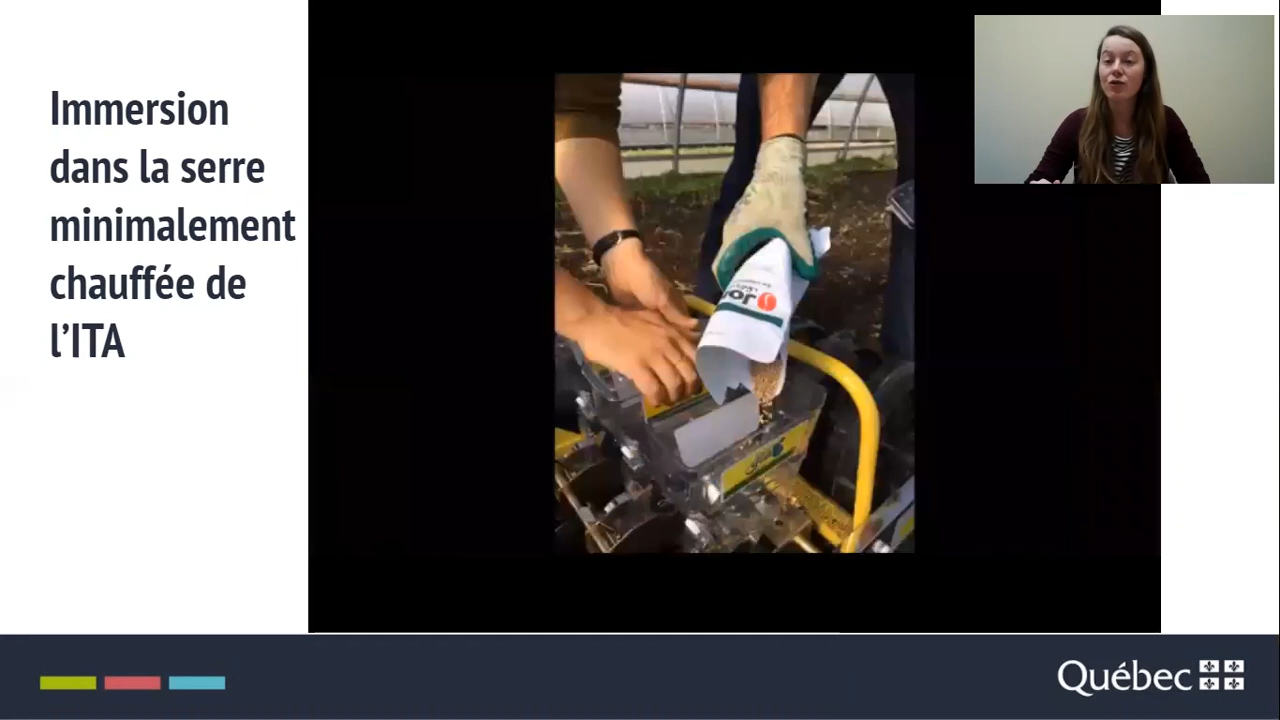 Immersion
dans la serre
minimalement
chauffée de
l'ITA
Québec